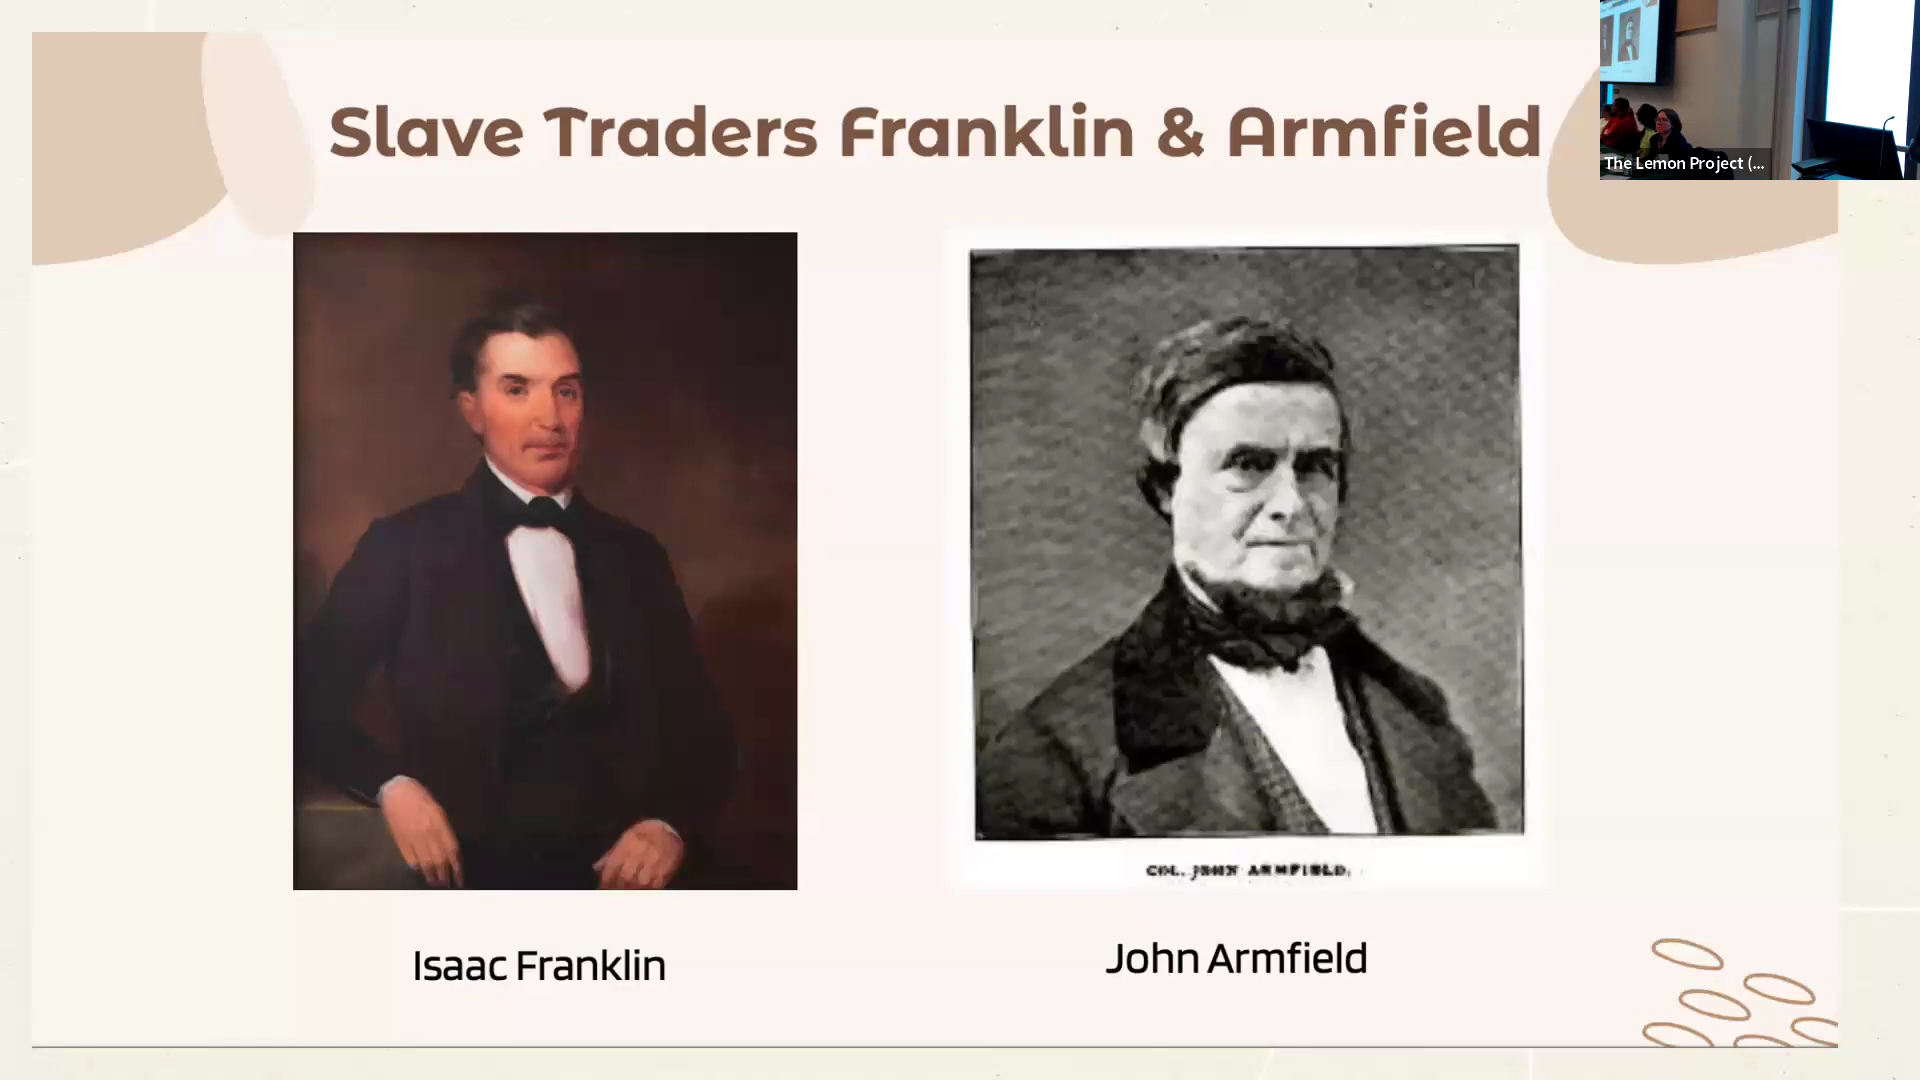 Slave Traders Franklin & Armfield
The Lemon Project (...
COL. JOHN ARMFIELD.
Isaac Franklin
John Armfield